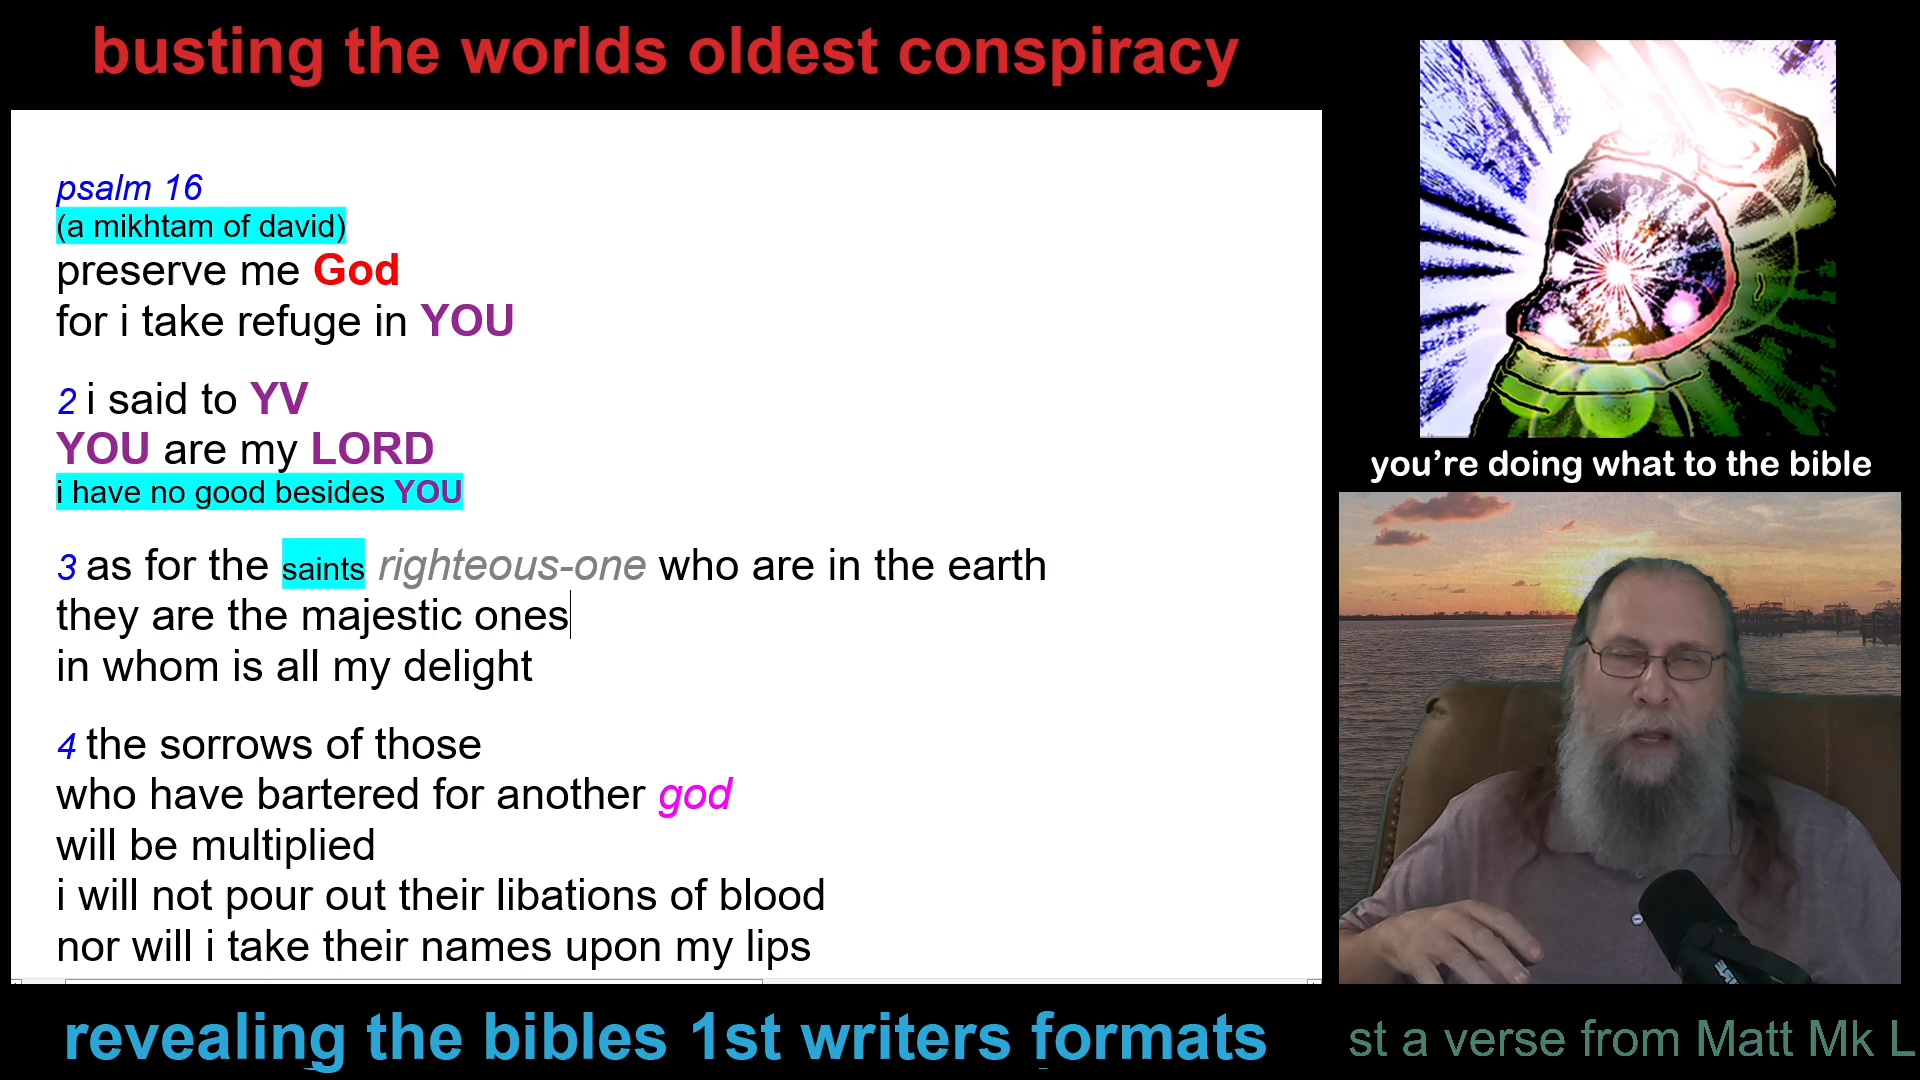 busting the worlds oldest conspiracy
psalm 16
(a mikhtam of david)
preserve me God
for i take refuge in YOU
2 i said to YV
YOU are my LORD
i have no good besides YOU
3 as for the saints righteous-one who are in the earth
they are the majestic ones
in whom is all my delight
4 the sorrows of those
who have bartered for another god
will be multiplied
i will not pour out their libations of blood
nor will i take their names upon my lips
you're doing what to the bible
revealing the bibles 1st writers formats
st a verse from Matt Mk L